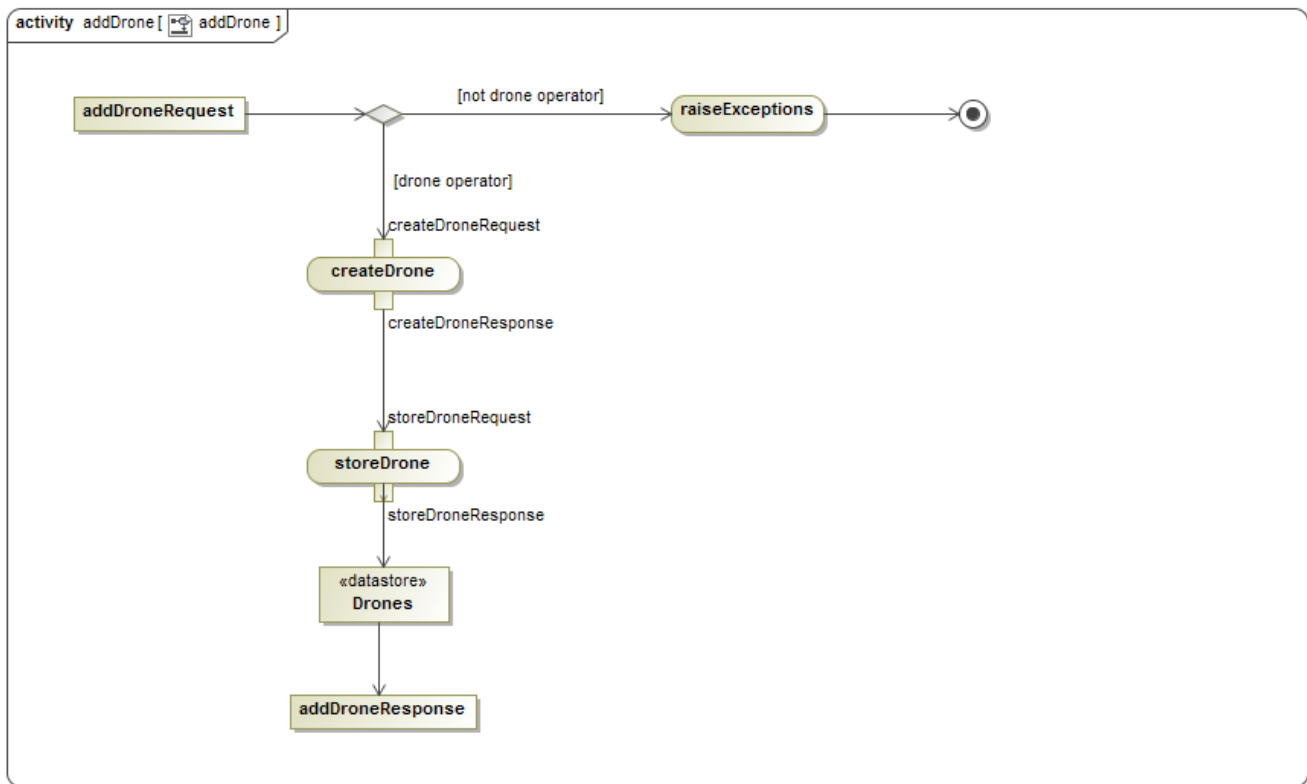 activity addDrone [ addDrone ]
addDroneRequest
[not drone operator]
raiseExceptions
[drone operator]
createDroneRequest
createDrone
createDroneResponse
storeDroneRequest
storeDrone
storeDroneResponse
«datastore»
Drones
addDroneResponse